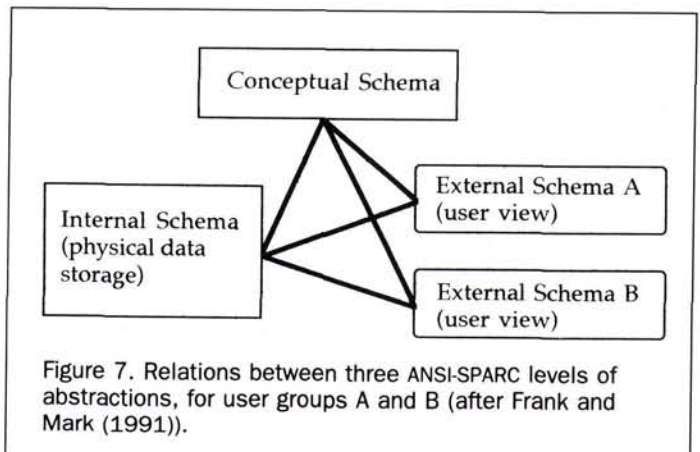 Conceptual Schema
Internal Schema
(physical data
storage)
External Schema A
(user view)
External Schema B
(user view)
Figure 7. Relations between three ANSI-SPARC levels of
abstractions, for user groups A and B (after Frank and
Mark (1991)).